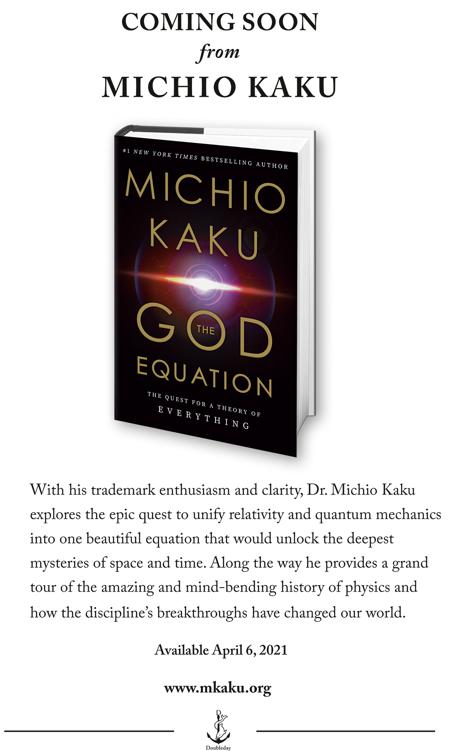 COMING SOON
from
MICHIO KAKU
#1 NEW YORK TIMES BESTSELLING AUTHOR
MICHIO
KAKU
THE
GOD
EQUATION
THE QUEST FOR A THEORY OF
EVERYTHING
With his trademark enthusiasm and clarity, Dr. Michio Kaku
explores the epic quest to unify relativity and quantum mechanics
into one beautiful equation that would unlock the deepest
mysteries of space and time. Along the way he provides a grand
tour of the amazing and mind-bending history of physics and
how the discipline’s breakthroughs have changed our world.
Available April 6, 2021
www.mkaku.org
Doubleday